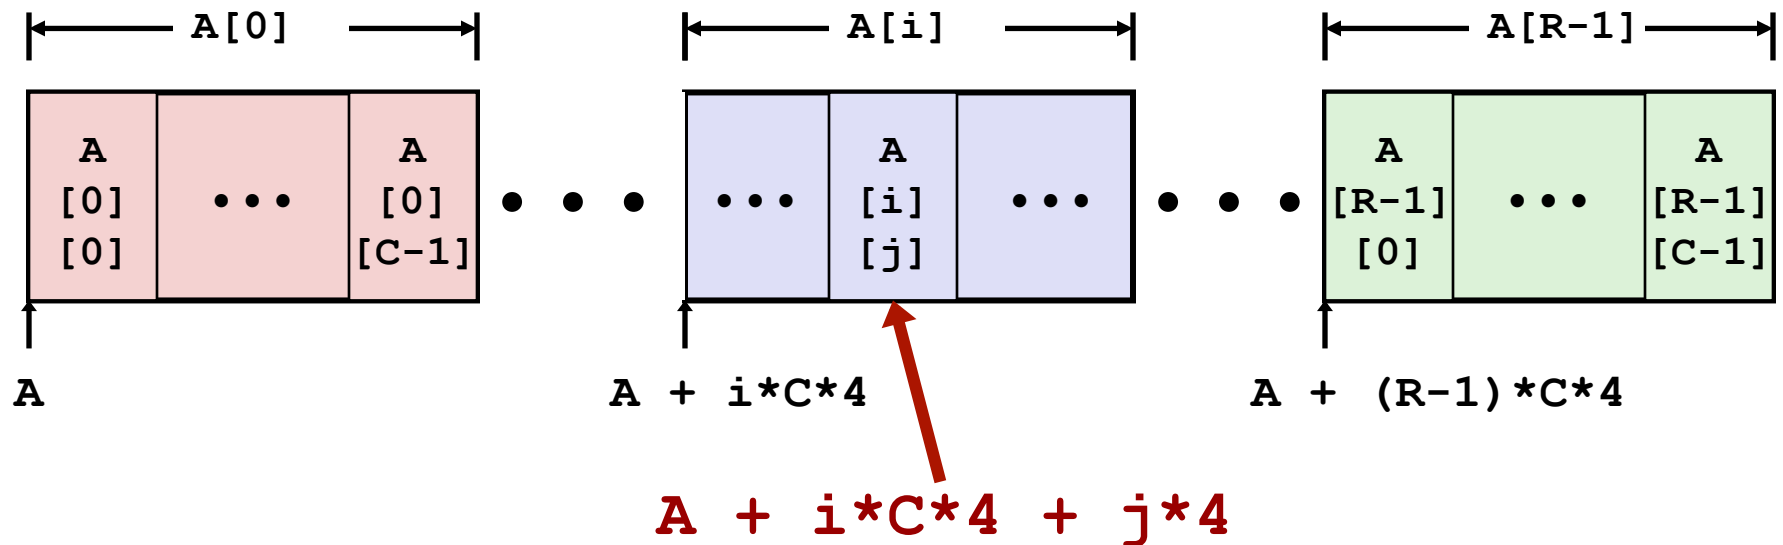 A[0] A[i] A[R-1]
A
[0]
[0]
• • •
A
[0]
[C-1]
• • •
• • •
A
[i]
[j]
• • •
• • •
A
[R-1]
[0]
• • •
A
[R-1]
[C-1]
A A + i*C*4 A + (R-1)*C*4
A + i*C*4 + j*4